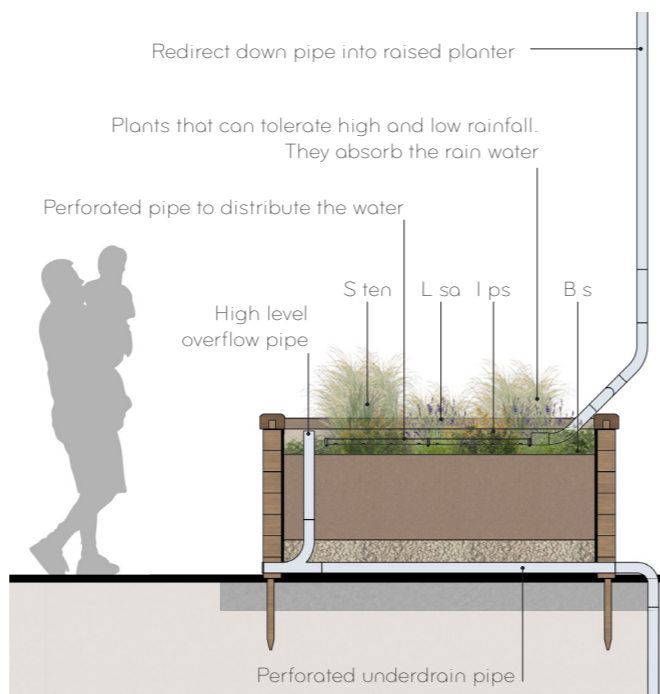 Redirect down pipe into raised planter
Plants that can tolerate high and low rainfall.
They absorb the rain water
Perforated pipe to distribute the water
S ten
L sa
I ps
B s
High level
overflow pipe
Perforated underdrain pipe